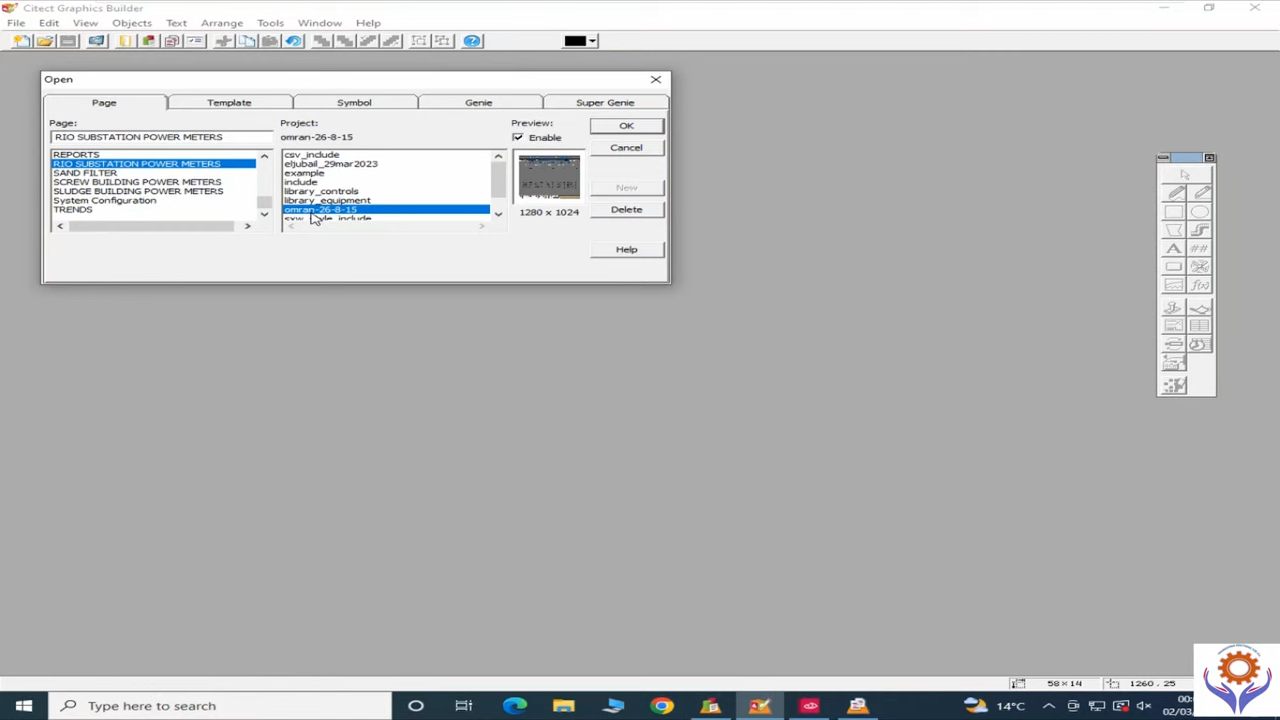 Citect Graphics Builder
File Edit View Objects Text Arrange Tools Window Help
Open
Page Template Symbol Genie Super Genie
Page:
RIO SUBSTATION POWER METERS
REPORTS
RIO SUBSTATION POWER METERS
SAND FILTER
SCREW BUILDING POWER METERS
SLUDGE BUILDING POWER METERS
System Configuration
TRENDS
Project:
omran-26-8-15
csv_include
eljubail_29mar2023
example
include
library_controls
library_equipment
omran-26-8-15
Preview:
Enable
1280 x 1024
OK
Cancel
New
Delete
Help
A ##
f(x)
58 x 14
1260 , 25
Type here to search
14°C
00:
02/03/